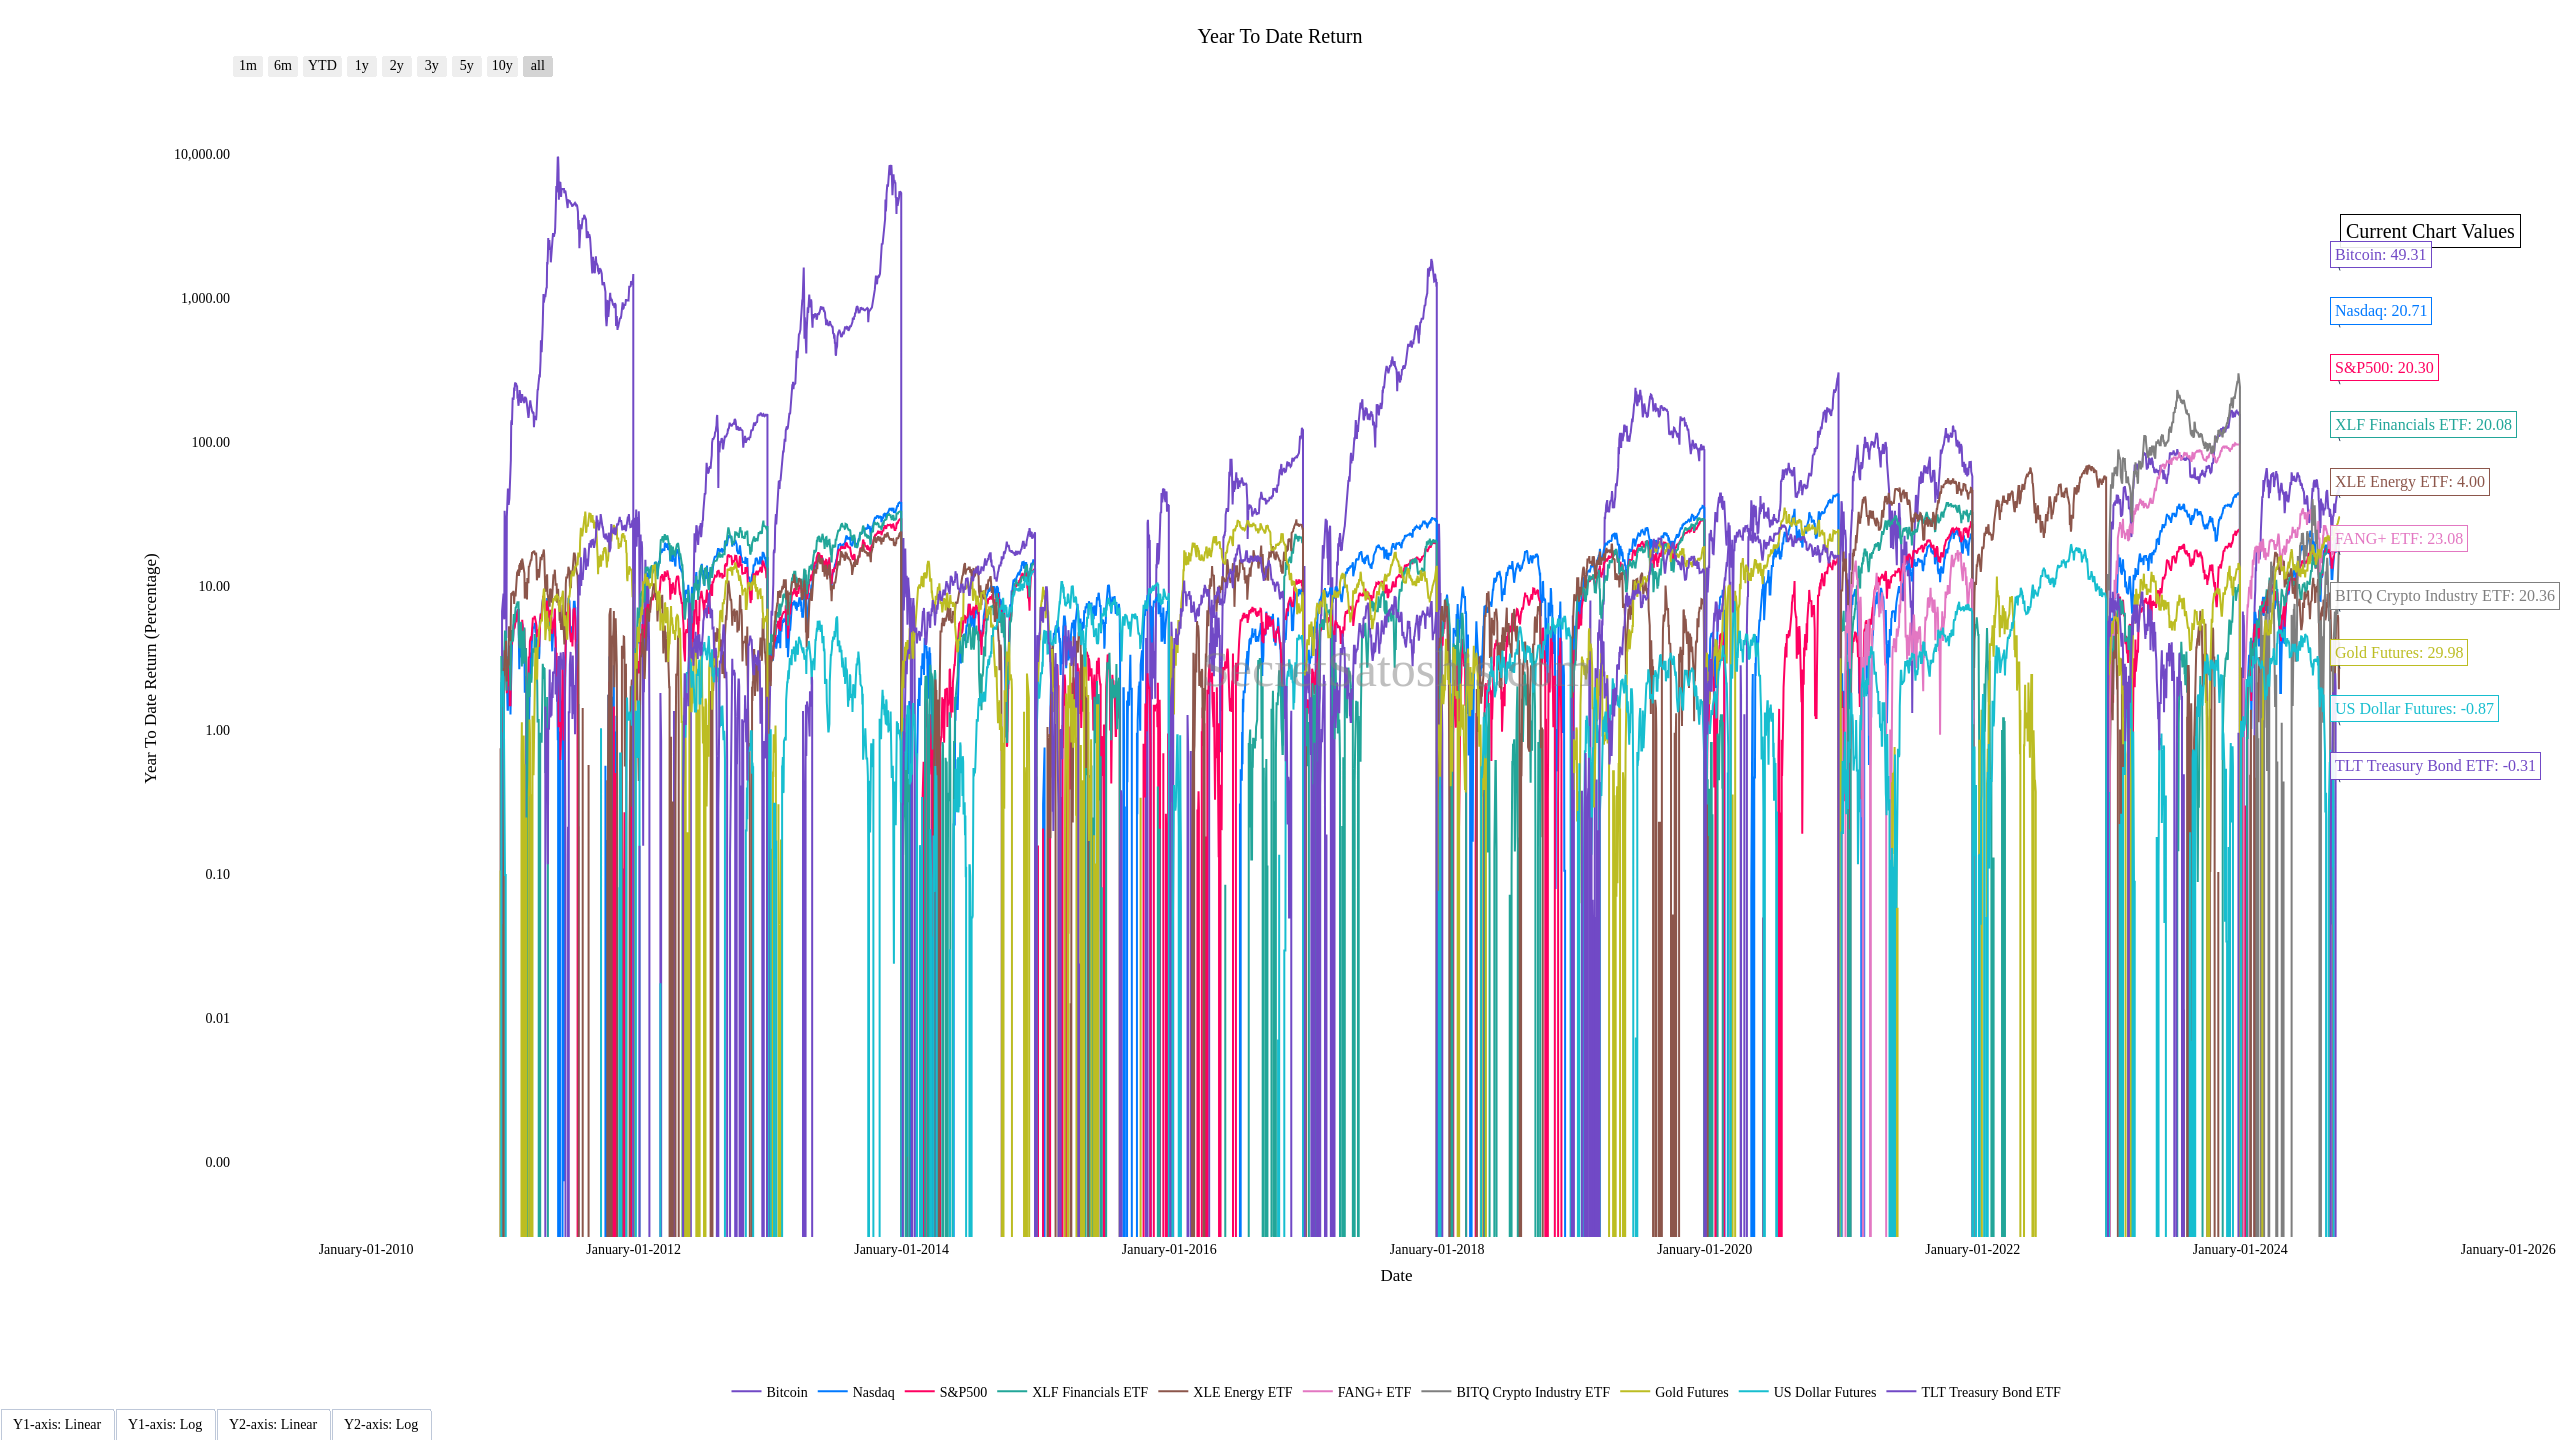 Year To Date Return
1m 6m YTD 1y 2y 3y 5y 10y all
10,000.00
1,000.00
100.00
10.00
1.00
0.10
0.01
0.00
Year To Date Return (Percentage)
Current Chart Values
Bitcoin: 49.31
Nasdaq: 20.71
S&P500: 20.30
XLF Financials ETF: 20.08
XLE Energy ETF: 4.00
FANG+ ETF: 23.08
BITQ Crypto Industry ETF: 20.36
Gold Futures: 29.98
US Dollar Futures: -0.87
TLT Treasury Bond ETF: -0.31
January-01-2010 January-01-2012 January-01-2014 January-01-2016 January-01-2018 January-01-2020 January-01-2022 January-01-2024 January-01-2026
Date
Bitcoin Nasdaq S&P500 XLF Financials ETF XLE Energy ETF FANG+ ETF BITQ Crypto Industry ETF Gold Futures US Dollar Futures TLT Treasury Bond ETF
Y1-axis: Linear Y1-axis: Log Y2-axis: Linear Y2-axis: Log